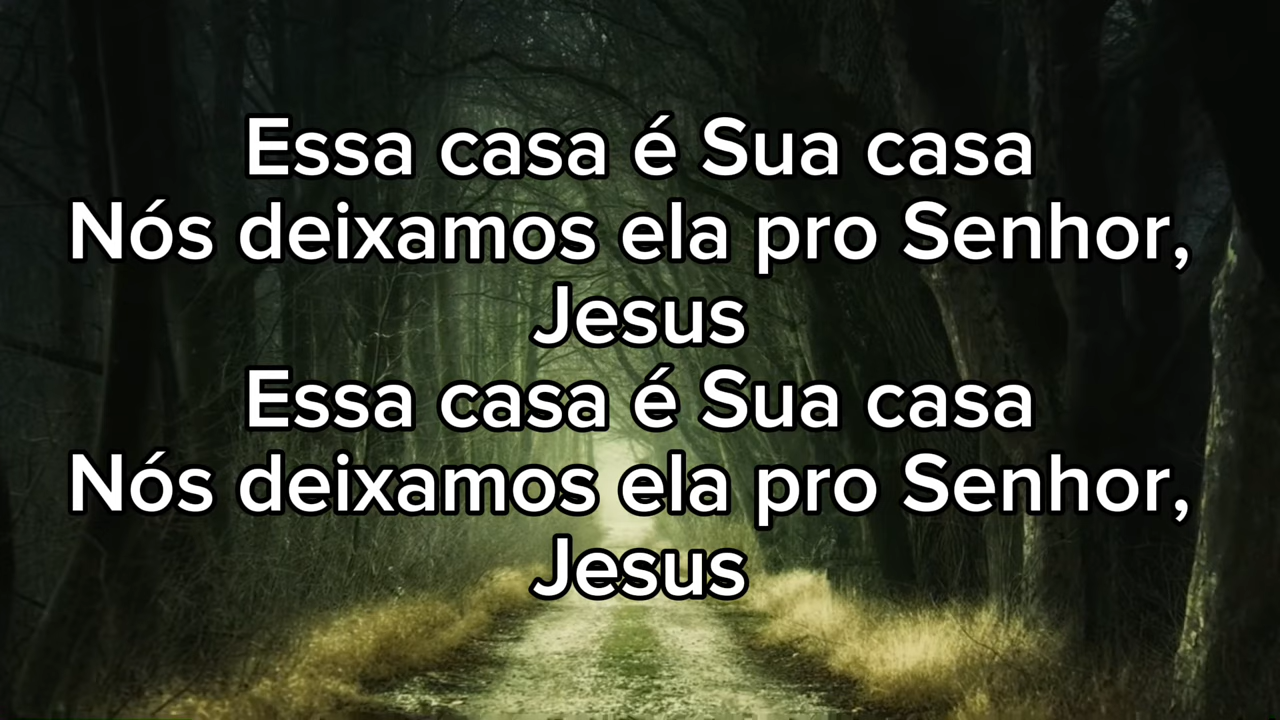 Essa casa é Sua casa
Nós deixamos ela pro Senhor,
Jesus
Essa casa é Sua casa
Nós deixamos ela pro Senhor,
Jesus